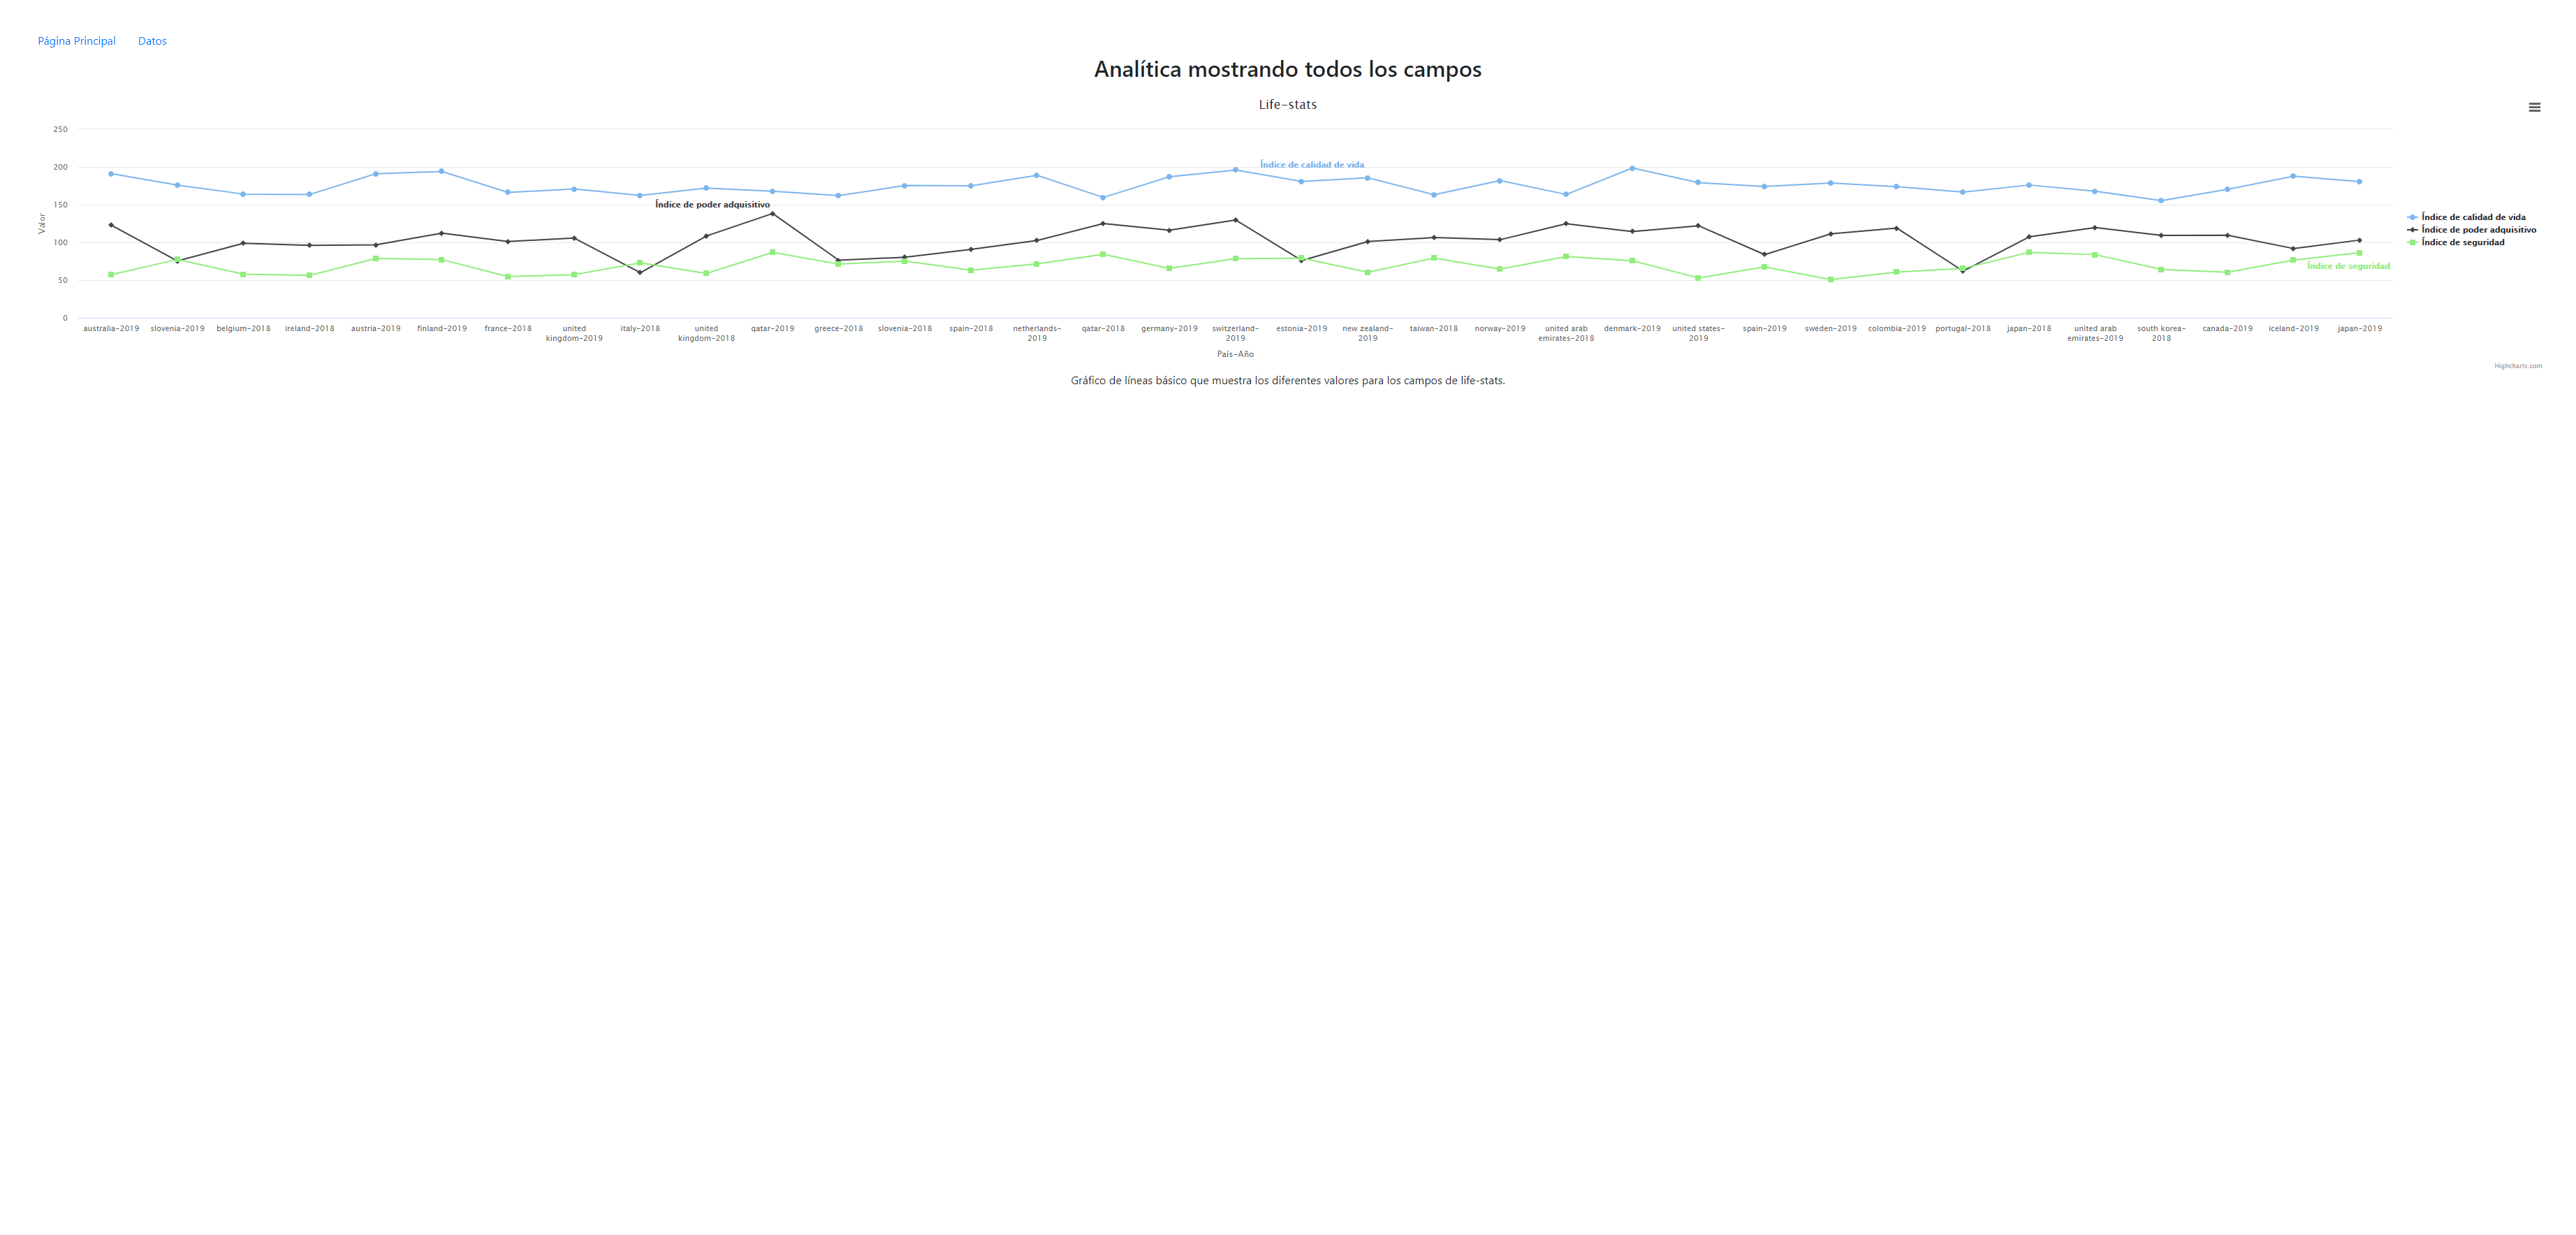 Página Principal Datos
Analítica mostrando todos los campos
Life-stats
250
200
150
100
50
0
Valor
Índice de calidad de vida
Índice de poder adquisitivo
Índice de seguridad
Índice de calidad de vida
Índice de poder adquisitivo
Índice de seguridad
australia-2019 slovenia-2019 belgium-2018 ireland-2018 austria-2019 finland-2019 france-2018 united kingdom-2019 italy-2018 united kingdom-2018 qatar-2019 greece-2018 slovenia-2018 spain-2018 netherlands-2019 qatar-2018 germany-2019 switzerland-2019 estonia-2019 new zealand-2019 taiwan-2018 norway-2019 united arab emirates-2018 denmark-2019 united states-2019 spain-2019 sweden-2019 colombia-2019 portugal-2018 japan-2018 united arab emirates-2019 south korea-2018 canada-2019 iceland-2019 japan-2019
País-Año
Highcharts.com
Gráfico de líneas básico que muestra los diferentes valores para los campos de life-stats.